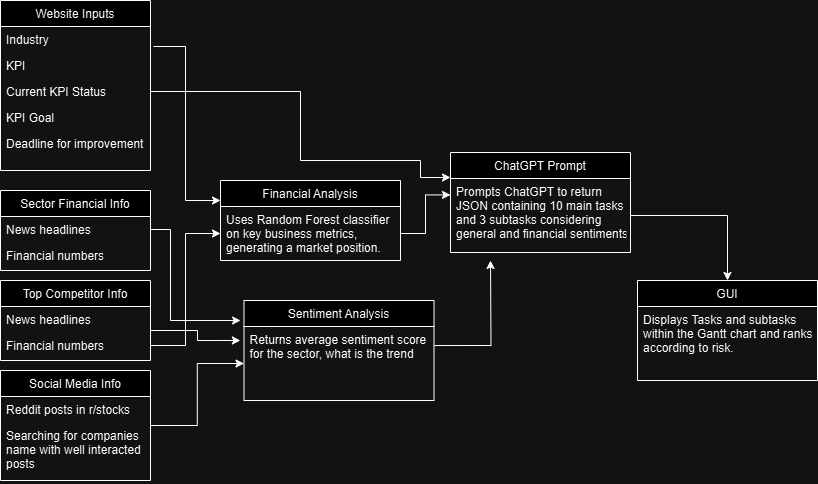 Website Inputs
Industry
KPI
Current KPI Status
KPI Goal
Deadline for improvement
Sector Financial Info
News headlines
Financial numbers
Top Competitor Info
News headlines
Financial numbers
Social Media Info
Reddit posts in r/stocks
Searching for companies
name with well interacted
posts
Financial Analysis
Uses Random Forest classifier
on key business metrics,
generating a market position.
Sentiment Analysis
Returns average sentiment score
for the sector, what is the trend
ChatGPT Prompt
Prompts ChatGPT to return
JSON containing 10 main tasks
and 3 subtasks considering
general and financial sentiments
GUI
Displays Tasks and subtasks
within the Gantt chart and ranks
according to risk.